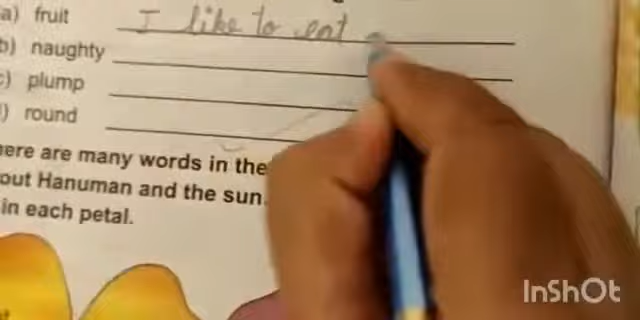 a) fruit I like to eat
b) naughty
c) plump
d) round
here are many words in the
out Hanuman and the sun.
in each petal.
InShOt